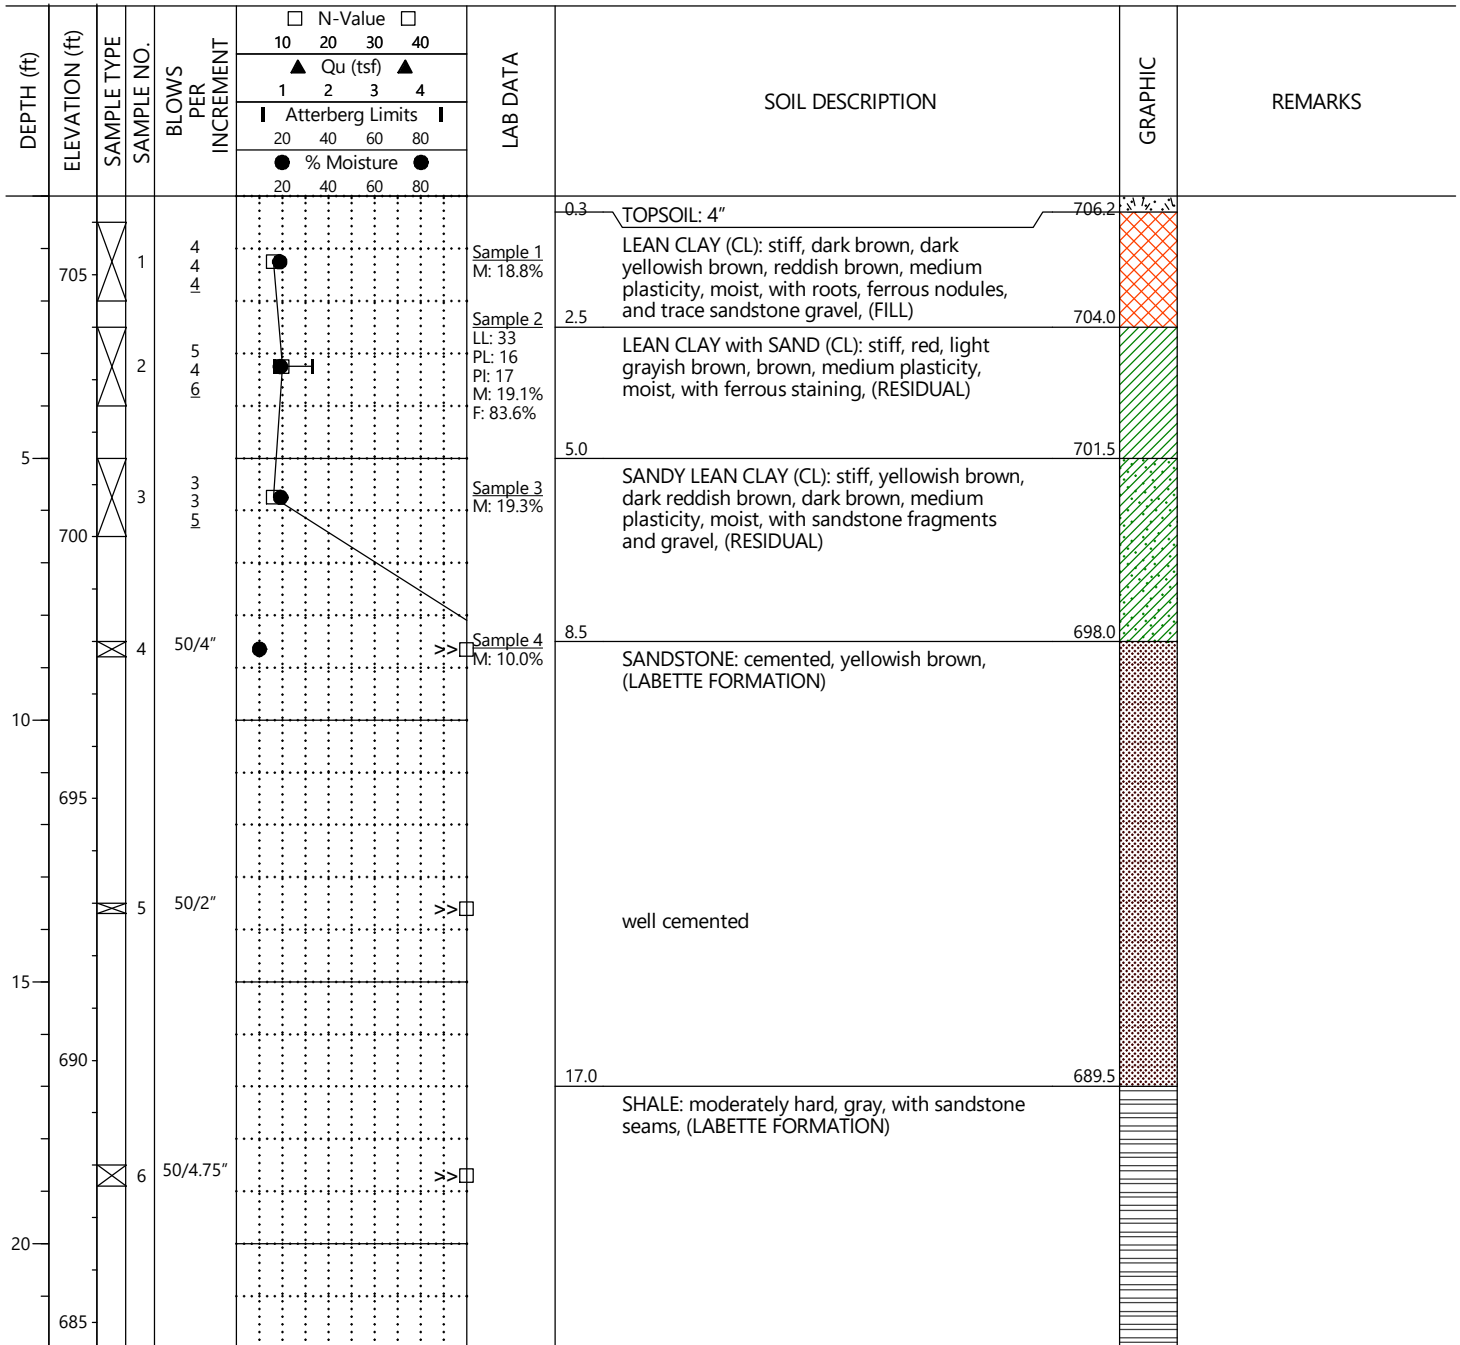 DEPTH (ft)
ELEVATION (ft)
SAMPLE TYPE
SAMPLE NO.
BLOWS
PER
INCREMENT
N-Value
10 20 30 40
Qu (tsf)
1 2 3 4
Atterberg Limits
20 40 60 80
% Moisture
20 40 60 80
LAB DATA
SOIL DESCRIPTION
GRAPHIC
REMARKS
0.3 TOPSOIL: 4" 706.2
705
1
4
4
4
Sample 1
M: 18.8%
LEAN CLAY (CL): stiff, dark brown, dark
yellowish brown, reddish brown, medium
plasticity, moist, with roots, ferrous nodules,
and trace sandstone gravel, (FILL)
2.5 704.0
2
5
4
6
Sample 2
LL: 33
PL: 16
PI: 17
M: 19.1%
F: 83.6%
LEAN CLAY with SAND (CL): stiff, red, light
grayish brown, brown, medium plasticity,
moist, with ferrous staining, (RESIDUAL)
5
5.0 701.5
3
3
3
5
Sample 3
M: 19.3%
SANDY LEAN CLAY (CL): stiff, yellowish brown,
dark reddish brown, dark brown, medium
plasticity, moist, with sandstone fragments
and gravel, (RESIDUAL)
700
8.5 698.0
4
50/4"
>>
Sample 4
M: 10.0%
SANDSTONE: cemented, yellowish brown,
(LABETTE FORMATION)
10
695
5
50/2"
>>
well cemented
15
690
17.0 689.5
SHALE: moderately hard, gray, with sandstone
seams, (LABETTE FORMATION)
6
50/4.75"
>>
20
685